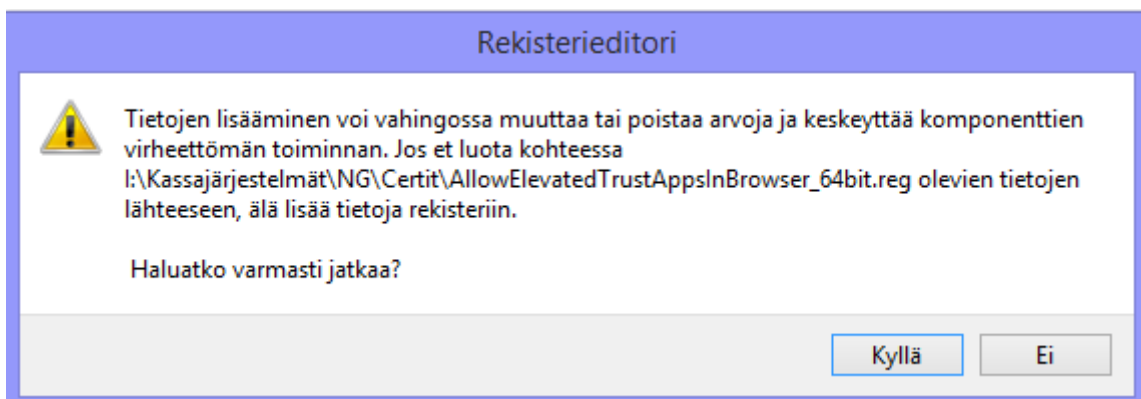 Rekisterieditori
Tietojen lisääminen voi vahingossa muuttaa tai poistaa arvoja ja keskeyttää komponenttien
virheettömän toiminnan. Jos et luota kohteessa
I:\Kassajärjestelmät\NG\Certit\AllowElevatedTrustAppsInBrowser_64bit.reg olevien tietojen
lähteeseen, älä lisää tietoja rekisteriin.
Haluatko varmasti jatkaa?
Kyllä
Ei